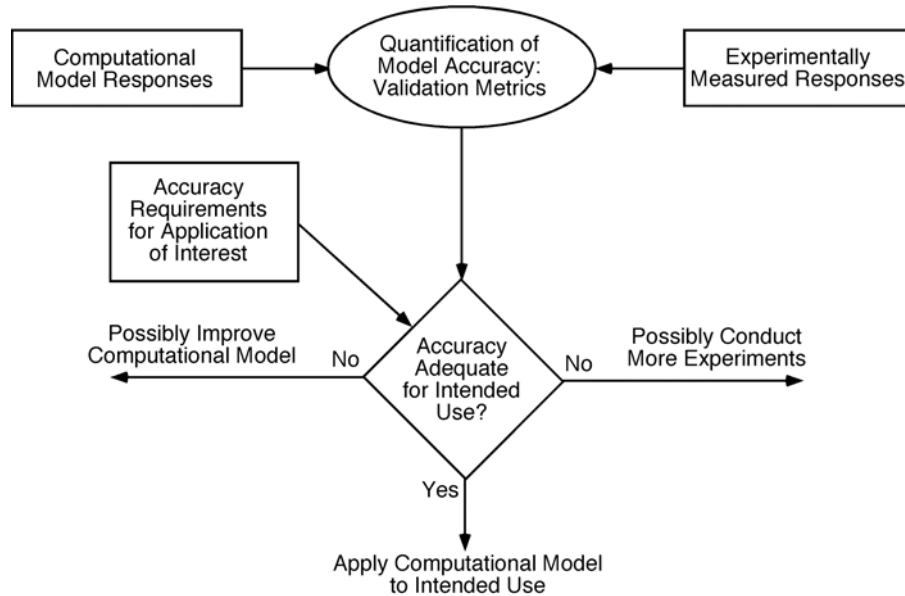 Computational
Model Responses
Quantification of
Model Accuracy:
Validation Metrics
Experimentally
Measured Responses
Accuracy
Requirements
for Application
of Interest
Possibly Improve
Computational Model
No
Accuracy
Adequate
for Intended
Use?
No
Possibly Conduct
More Experiments
Yes
Apply Computational Model
to Intended Use